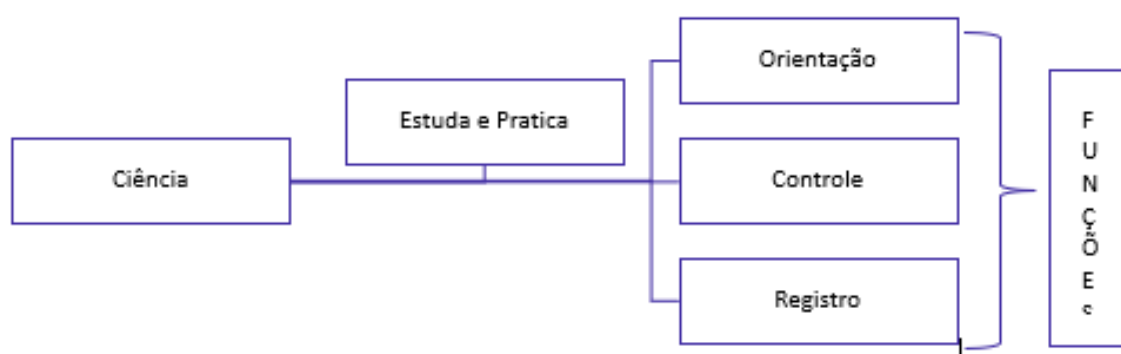 Orientação
Estuda e Pratica
Ciência
Controle
Registro
F
U
N
Ç
Õ
E
s